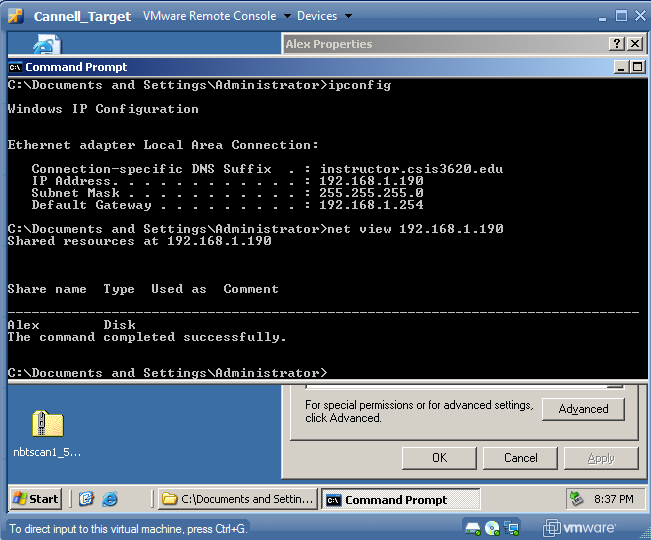 Cannell_Target VMware Remote Console Devices
Alex Properties
Command Prompt
C:\Documents and Settings\Administrator>ipconfig
Windows IP Configuration
Ethernet adapter Local Area Connection:
Connection-specific DNS Suffix . : instructor.csis3620.edu
IP Address. . . . . . . . . . . . : 192.168.1.190
Subnet Mask . . . . . . . . . . . : 255.255.255.0
Default Gateway . . . . . . . . . : 192.168.1.254
C:\Documents and Settings\Administrator>net view 192.168.1.190
Shared resources at 192.168.1.190
Share name Type Used as Comment
-------------------------------------------------------------------------------
Alex Disk
The command completed successfully.
C:\Documents and Settings\Administrator>
For special permissions or for advanced settings,
click Advanced.
Advanced
nbtscan1_5...
OK Cancel Apply
Start C:\Documents and Settin... Command Prompt 8:37 PM
To direct input to this virtual machine, press Ctrl+G. vmware